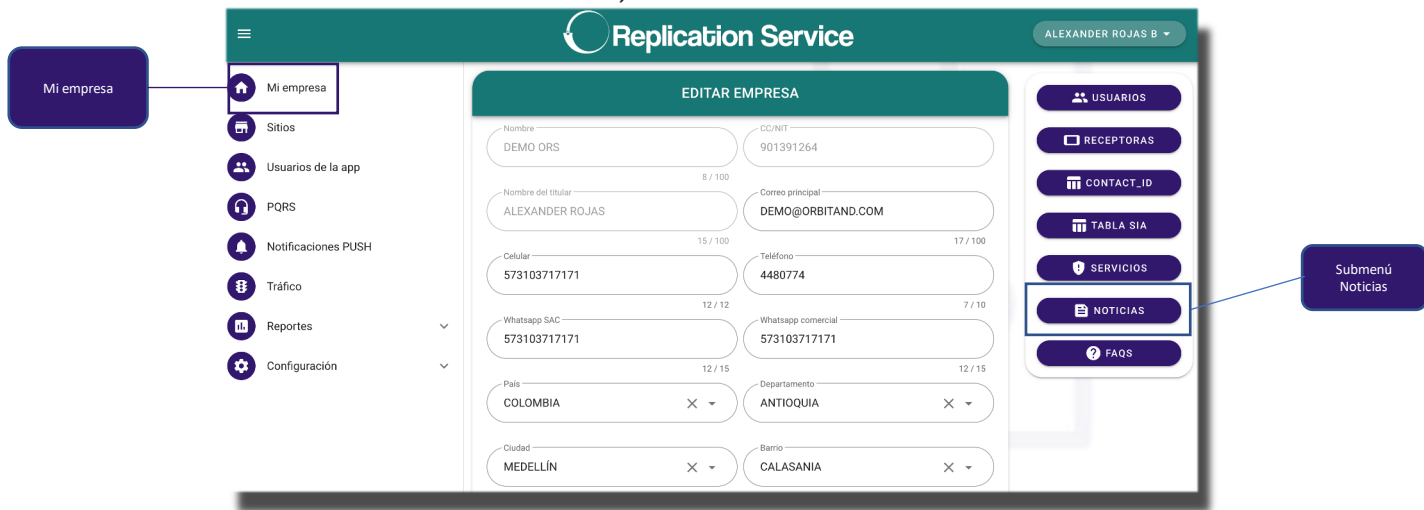 Replication Service
ALEXANDER ROJAS B
Mi empresa
Mi empresa
Sitios
Usuarios de la app
PQRS
Notificaciones PUSH
Tráfico
Reportes
Configuración
EDITAR EMPRESA
Nombre
DEMO ORS
8 / 100
CC/NIT
901391264
Nombre del titular
ALEXANDER ROJAS
15 / 100
Correo principal
DEMO@ORBITAND.COM
17 / 100
Celular
573103717171
12 / 12
Teléfono
4480774
7 / 10
Whatsapp SAC
573103717171
12 / 15
Whatsapp comercial
573103717171
12 / 15
País
COLOMBIA
Departamento
ANTIOQUIA
Ciudad
MEDELLÍN
Barrio
CALASANIA
USUARIOS
RECEPTORAS
CONTACT_ID
TABLA SIA
SERVICIOS
NOTICIAS
FAQS
Submenú
Noticias